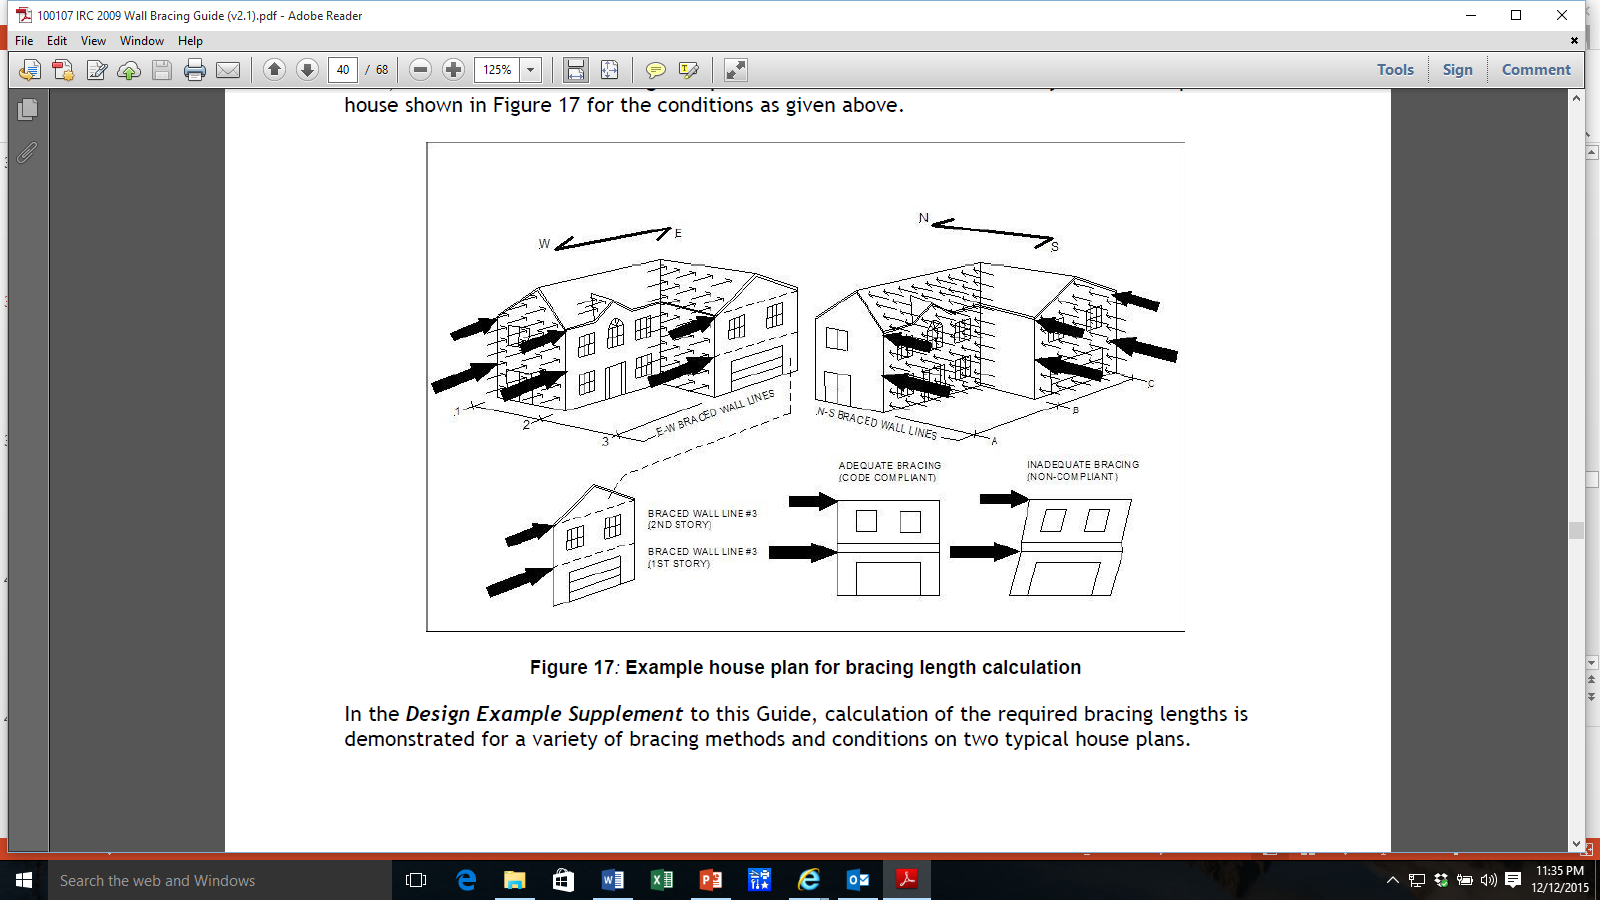 100107 IRC 2009 Wall Bracing Guide (v2.1).pdf - Adobe Reader
File Edit View Window Help
40 / 68 125% Tools Sign Comment
house shown in Figure 17 for the conditions as given above.
W E
N S
1
2
3
E-W BRACED WALL LINES
N-S BRACED WALL LINES
A
B
C
ADEQUATE BRACING
(CODE COMPLIANT)
INADEQUATE BRACING
(NON-COMPLIANT)
BRACED WALL LINE #3
(2ND STORY)
BRACED WALL LINE #3
(1ST STORY)
Figure 17: Example house plan for bracing length calculation
In the Design Example Supplement to this Guide, calculation of the required bracing lengths is
demonstrated for a variety of bracing methods and conditions on two typical house plans.
Search the web and Windows
11:35 PM
12/12/2015